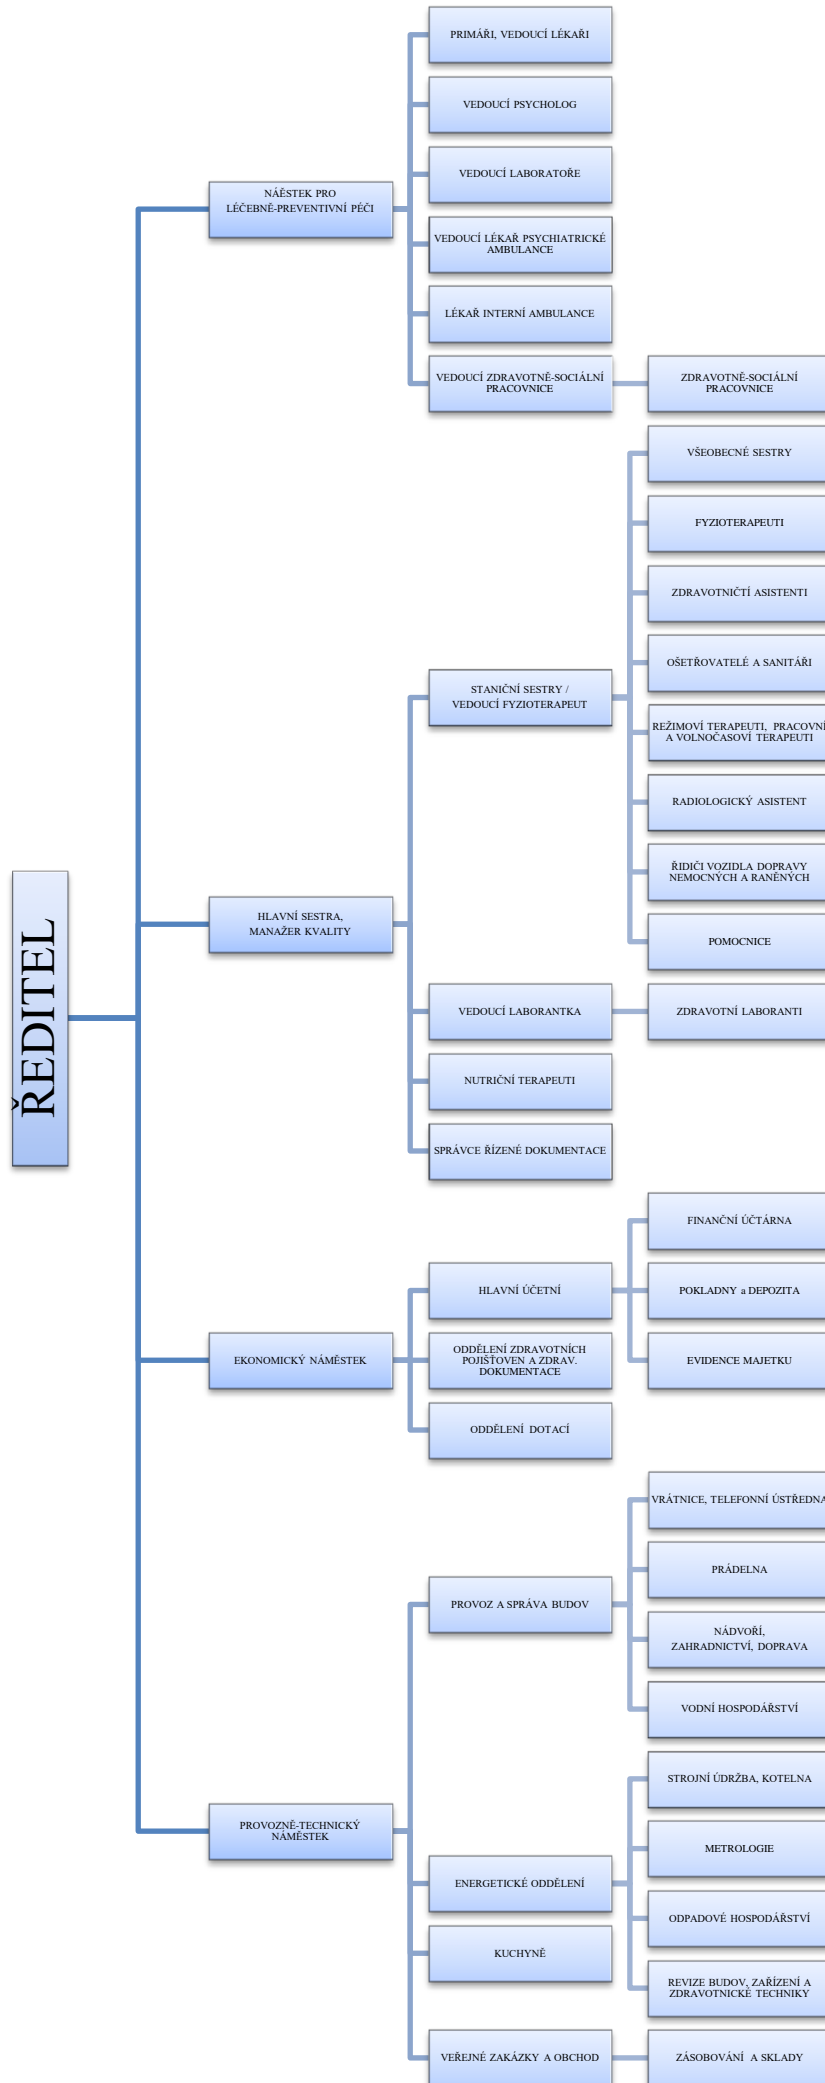 PRIMÁŘI, VEDOUCÍ LÉKAŘI
VEDOUCÍ PSYCHOLOG
VEDOUCÍ LABORATOŘE
NÁĚSTEK PRO
LÉČEBNĚ-PREVENTIVNÍ PÉČI
VEDOUCÍ LÉKAŘ PSYCHIATRICKÉ
AMBULANCE
LÉKAŘ INTERNÍ AMBULANCE
VEDOUCÍ ZDRAVOTNĚ-SOCIÁLNÍ
PRACOVNICE
ZDRAVOTNĚ-SOCIÁLNÍ
PRACOVNICE
VŠEOBECNÉ SESTRY
FYZIOTERAPEUTI
ZDRAVOTNIČTÍ ASISTENTI
OŠETŘOVATELÉ A SANITÁŘI
STANIČNÍ SESTRY /
VEDOUCÍ FYZIOTERAPEUT
REŽIMOVÍ TERAPEUTI, PRACOVNÍ
A VOLNOČASOVÍ TERAPEUTI
RADIOLOGICKÝ ASISTENT
ŘIDIČI VOZIDLA DOPRAVY
NEMOCNÝCH A RANĚNÝCH
HLAVNÍ SESTRA,
MANAŽER KVALITY
POMOCNICE
ŘEDITEL
VEDOUCÍ LABORANTKA
ZDRAVOTNÍ LABORANTI
NUTRIČNÍ TERAPEUTI
SPRÁVCE ŘÍZENÉ DOKUMENTACE
FINANČNÍ ÚČTÁRNA
HLAVNÍ ÚČETNÍ
POKLADNY a DEPOZITA
EKONOMICKÝ NÁMĚSTEK
ODDĚLENÍ ZDRAVOTNÍCH
POJIŠŤOVEN A ZDRAV.
DOKUMENTACE
EVIDENCE MAJETKU
ODDĚLENÍ DOTACÍ
VRÁTNICE, TELEFONNÍ ÚSTŘEDNA
PRÁDELNA
PROVOZ A SPRÁVA BUDOV
NÁDVOŘÍ,
ZAHRADNICTVÍ, DOPRAVA
VODNÍ HOSPODÁŘSTVÍ
STROJNÍ ÚDRŽBA, KOTELNA
PROVOZNĚ-TECHNICKÝ
NÁMĚSTEK
METROLOGIE
ENERGETICKÉ ODDĚLENÍ
ODPADOVÉ HOSPODÁŘSTVÍ
KUCHYNĚ
REVIZE BUDOV, ZAŘÍZENÍ A
ZDRAVOTNICKÉ TECHNIKY
VEŘEJNÉ ZAKÁZKY A OBCHOD
ZÁSOBOVÁNÍ A SKLADY